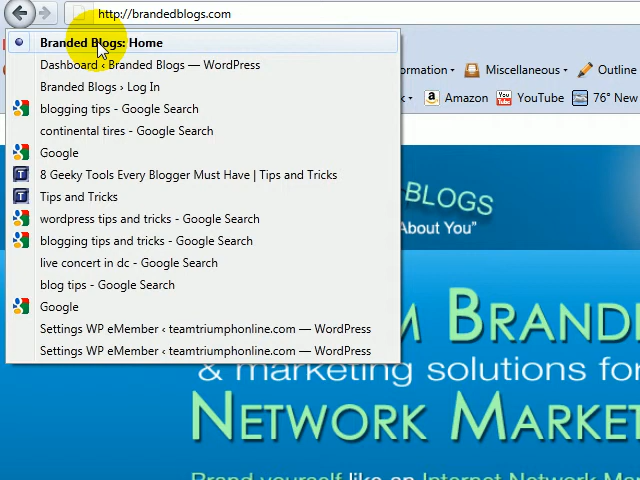 http://brandedblogs.com
Branded Blogs: Home
Dashboard ‹ Branded Blogs — WordPress
Branded Blogs › Log In
blogging tips - Google Search
continental tires - Google Search
Google
8 Geeky Tools Every Blogger Must Have | Tips and Tricks
Tips and Tricks
wordpress tips and tricks - Google Search
blogging tips and tricks - Google Search
live concert in dc - Google Search
blog tips - Google Search
Google
Settings WP eMember ‹ teamtriumphonline.com — WordPress
Settings WP eMember ‹ teamtriumphonline.com — WordPress
ormation Miscellaneous Outline
Amazon You Tube YouTube 76° New
BLOGS
About You"
M BRAND
& marketing solutions for
NETWORK MARKET
Brand yourself like an Internet Network Ma